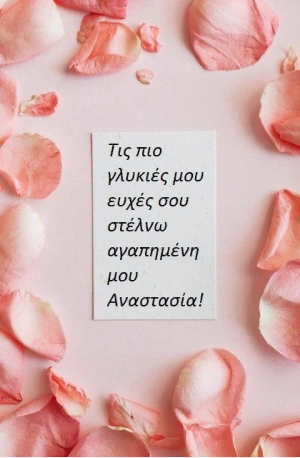 Τις πιο
γλυκιές μου
ευχές σου
στέλνω
αγαπημένη
μου
Αναστασία!